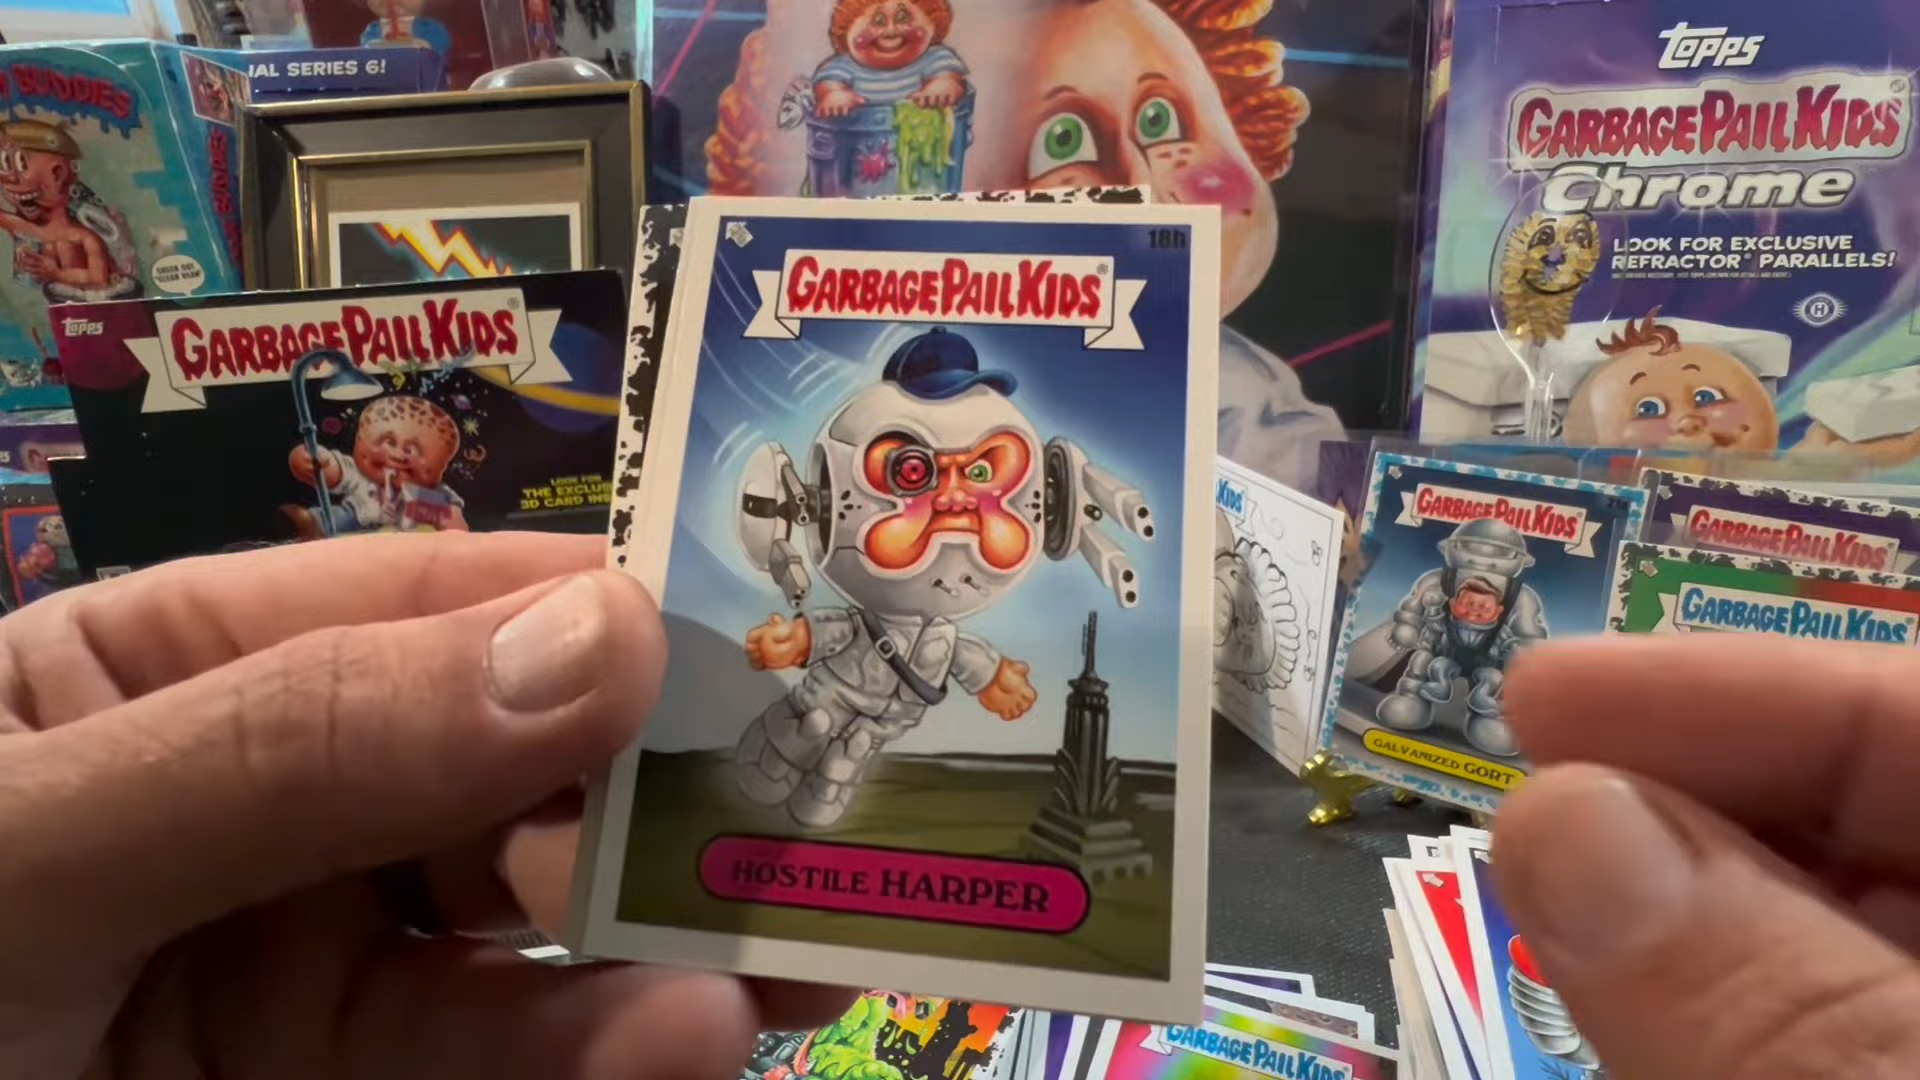 BUDDIES
IAL SERIES 6!
topps
GARBAGE PAIL KIDS
LOOK FOR
THE EXCLUS
3D CARD INS
18b
GARBAGE PAIL KIDS
HOSTILE HARPER
topps
GARBAGE PAIL KIDS
Chrome
LOOK FOR EXCLUSIVE
REFRACTOR® PARALLELS!
H
KIDS
GARBAGE PAIL KIDS
GALVANIZED GORT
GARBAGE PAIL KIDS
GARBAGE PAIL KIDS
GARBAGE PAIL KIDS